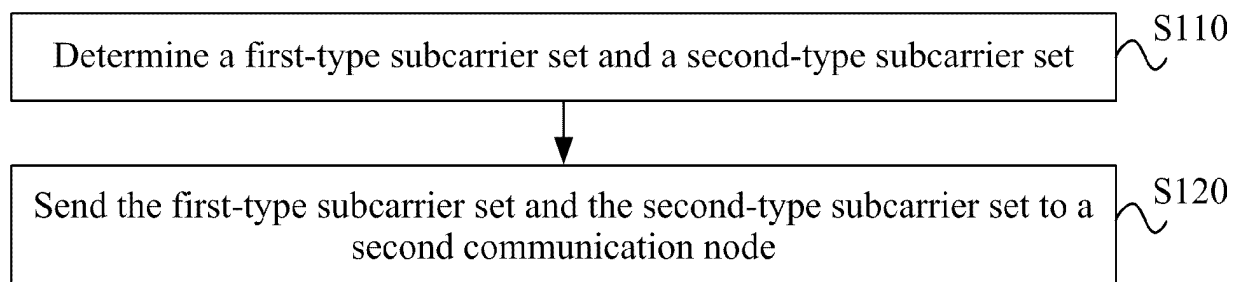 Determine a first-type subcarrier set and a second-type subcarrier set
S110
Send the first-type subcarrier set and the second-type subcarrier set to a
second communication node
S120